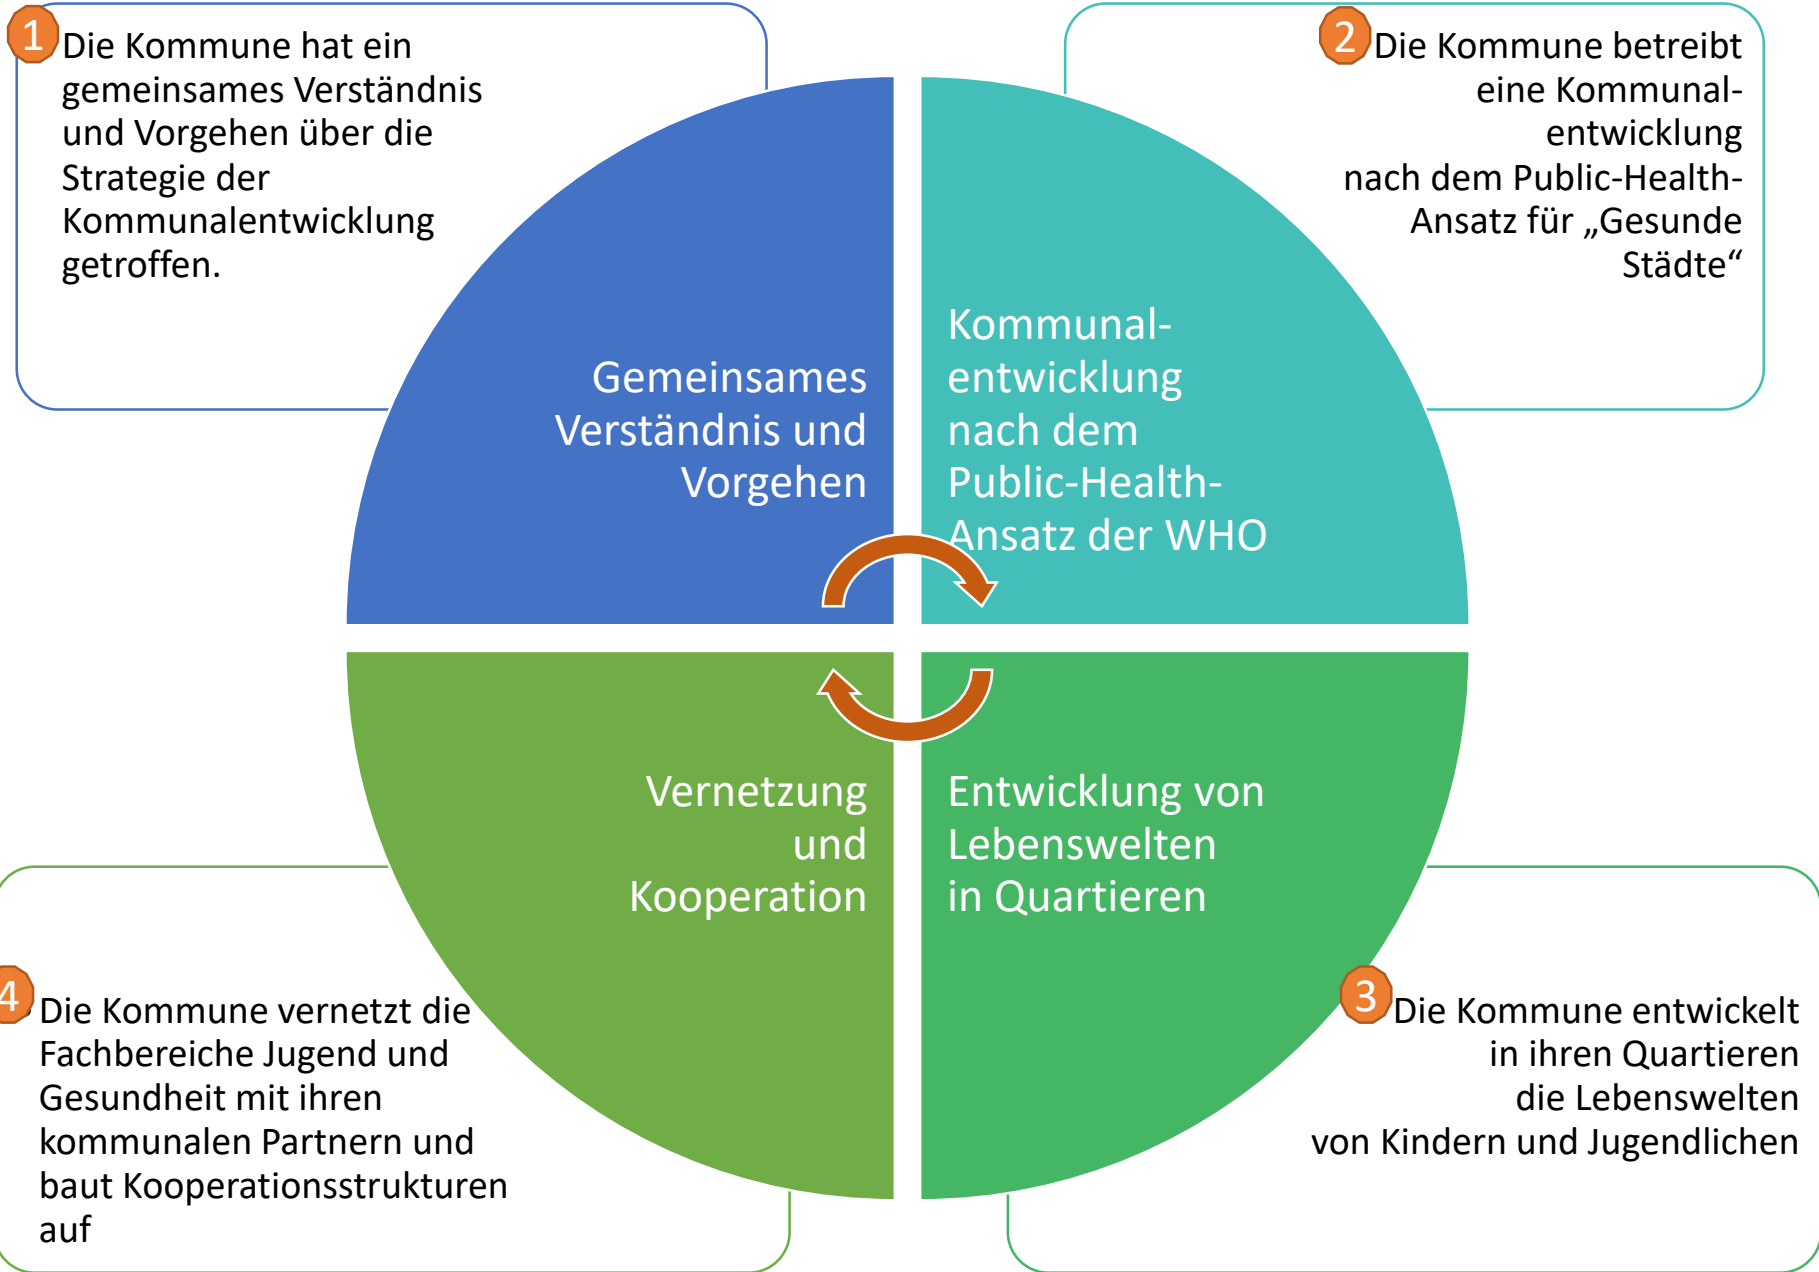 1
Die Kommune hat ein
gemeinsames Verständnis
und Vorgehen über die
Strategie der
Kommunalentwicklung
getroffen.
2
Die Kommune betreibt
eine Kommunal-
entwicklung
nach dem Public-Health-
Ansatz für „Gesunde
Städte“
Gemeinsames
Verständnis und
Vorgehen
Kommunal-
entwicklung
nach dem
Public-Health-
Ansatz der WHO
Vernetzung
und
Kooperation
Entwicklung von
Lebenswelten
in Quartieren
4
Die Kommune vernetzt die
Fachbereiche Jugend und
Gesundheit mit ihren
kommunalen Partnern und
baut Kooperationsstrukturen
auf
3
Die Kommune entwickelt
in ihren Quartieren
die Lebenswelten
von Kindern und Jugendlichen